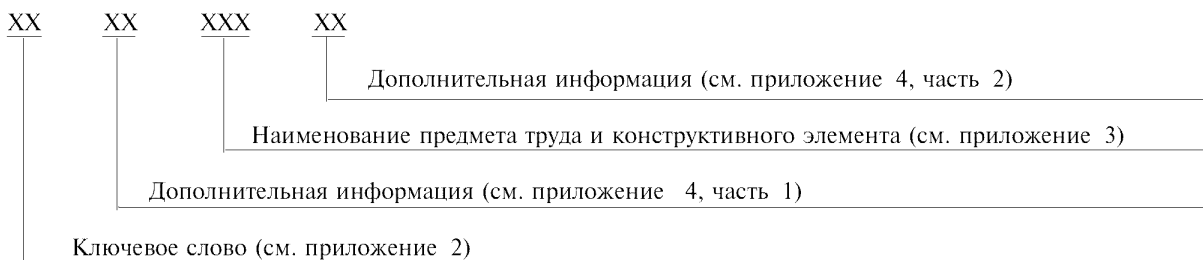 XX XX XXX XX
Дополнительная информация (см. приложение 4, часть 2)
Наименование предмета труда и конструктивного элемента (см. приложение 3)
Дополнительная информация (см. приложение 4, часть 1)
Ключевое слово (см. приложение 2)